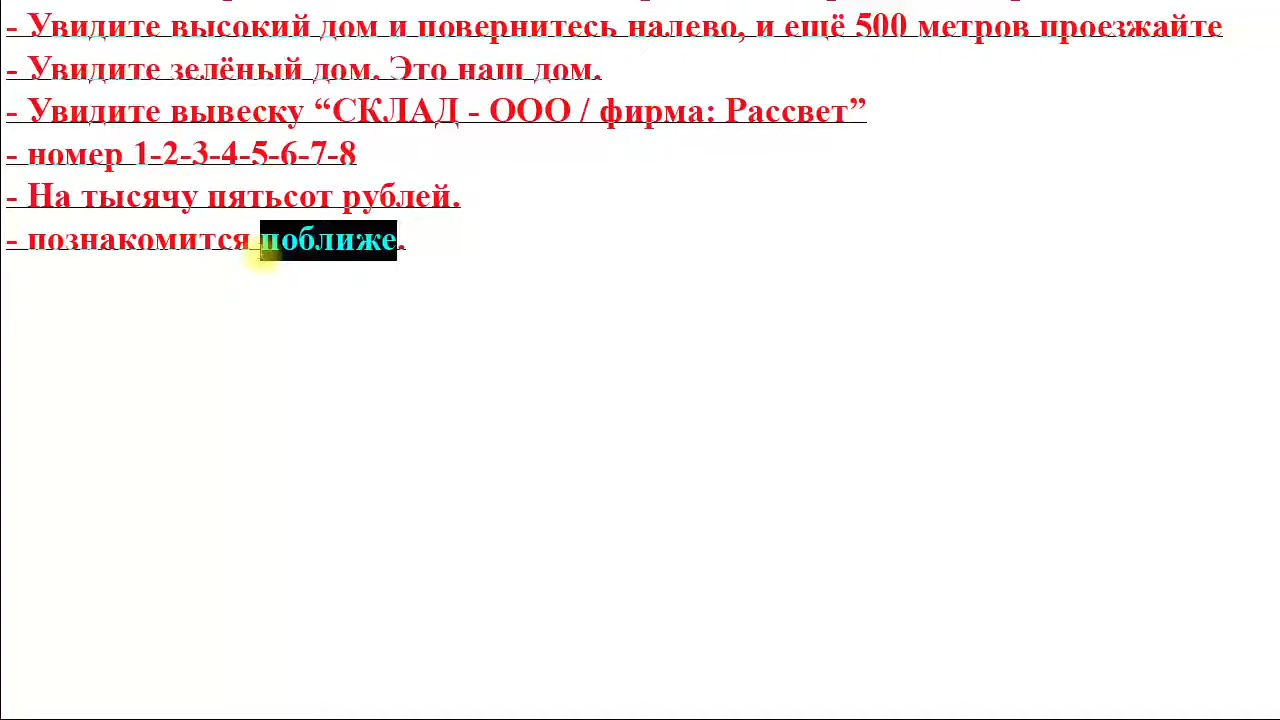 - Увидите высокий дом и повернитесь налево, и ещё 500 метров проезжайте
- Увидите зелёный дом. Это наш дом.
- Увидите вывеску “СКЛАД - ООО / фирма: Рассвет”
- номер 1-2-3-4-5-6-7-8
- На тысячу пятьсот рублей.
- познакомится поближе.